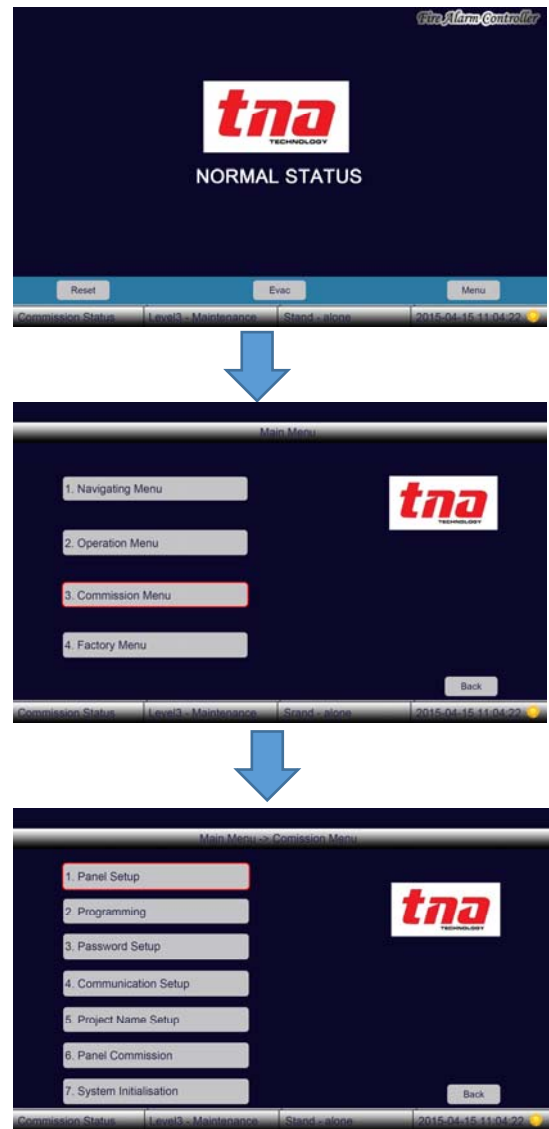 Fire Alarm Controller
tna
TECHNOLOGY
NORMAL STATUS
Reset Evac Menu
Commission Status Level3 - Maintenance Stand - alone 2015-04-15 11:04:22
Main Menu
1. Navigating Menu
tna
TECHNOLOGY
2. Operation Menu
3. Commission Menu
4. Factory Menu
Back
Commission Status Level3 - Maintenance Srand - alone 2015-04-15 11:04:22
Main Menu -> Comission Menu
1. Panel Setup
tna
TECHNOLOGY
2. Programming
3. Password Setup
4. Communication Setup
5. Project Name Setup
6. Panel Commission
7. System Initialisation
Back
Commission Status Level3 - Maintenance Stand - alone 2015-04-15 11:04:22